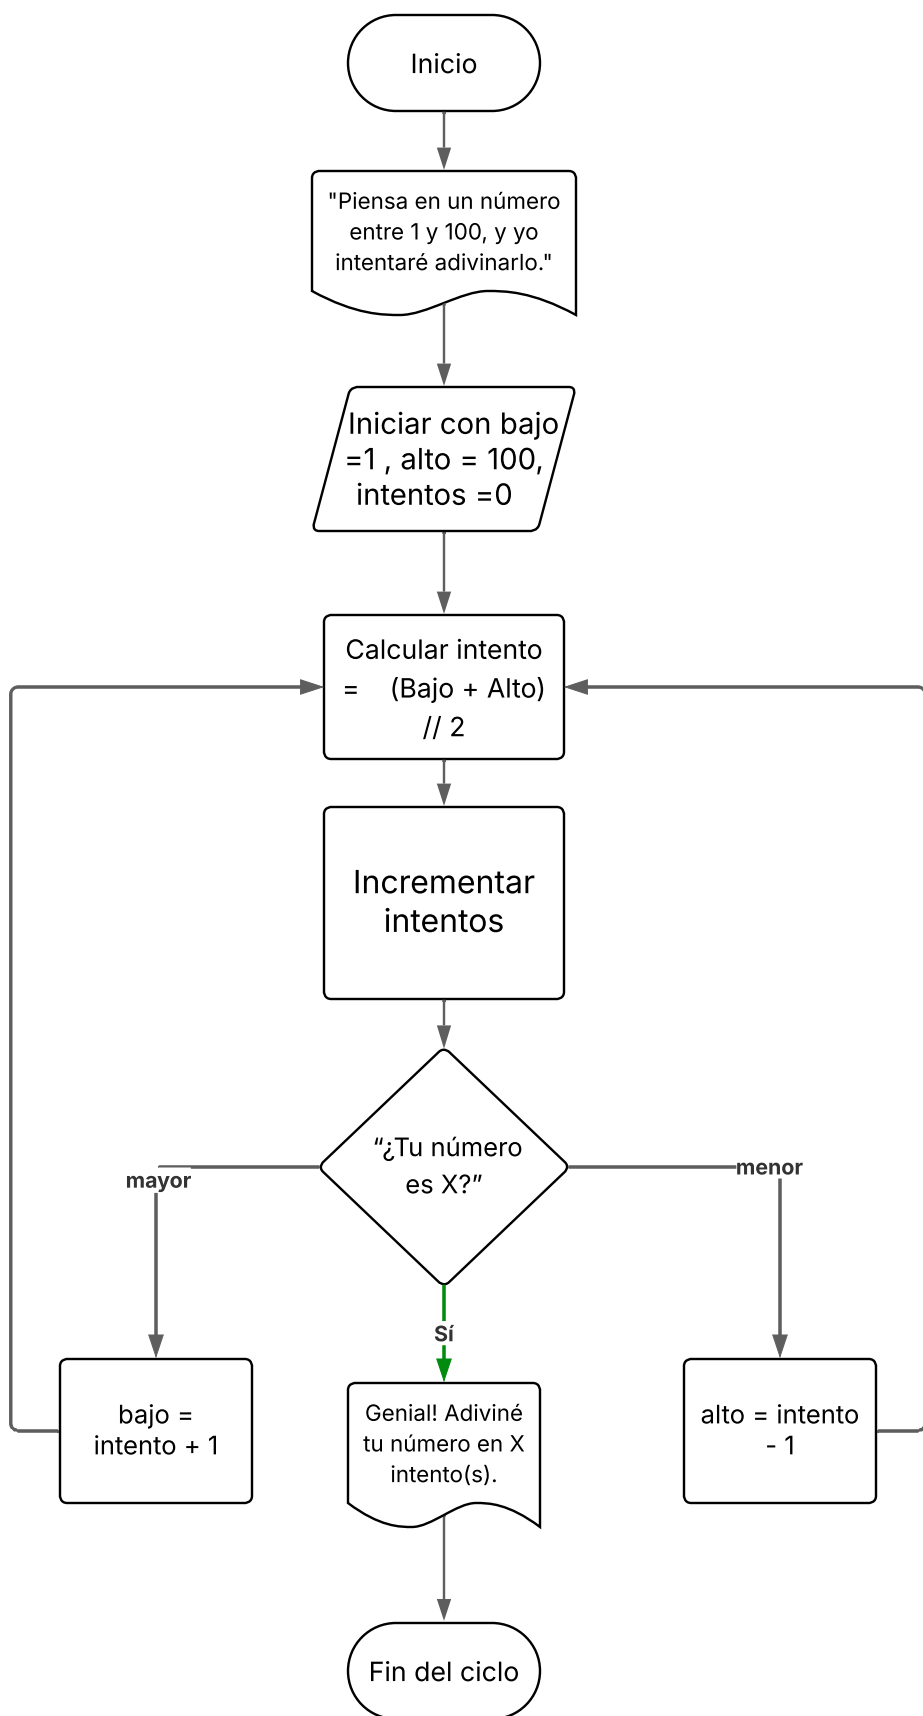 Inicio
"Piensa en un número
entre 1 y 100, y yo
intentaré adivinarlo."
Iniciar con bajo
=1 , alto = 100,
intentos =0
Calcular intento
= (Bajo + Alto)
// 2
Incrementar
intentos
“¿Tu número
es X?”
mayor
menor
Sí
bajo =
intento + 1
Genial! Adiviné
tu número en X
intento(s).
alto = intento
- 1
Fin del ciclo